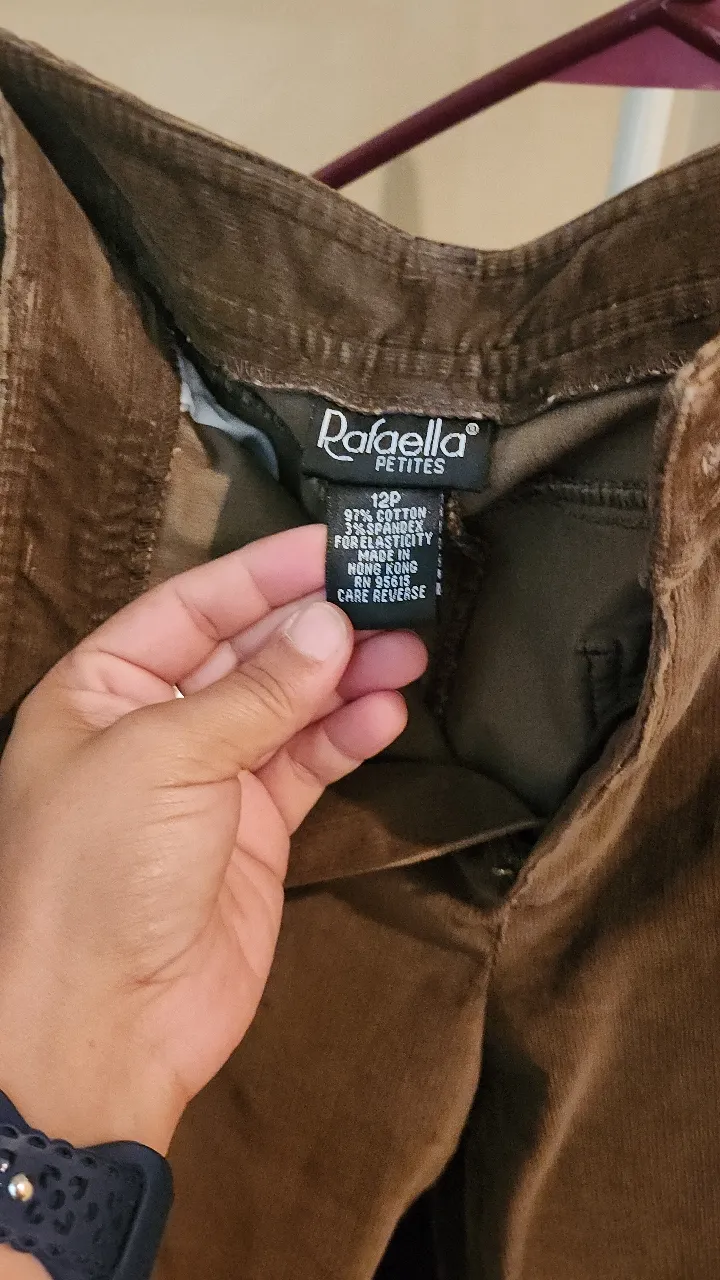 Rafaella®
PETITES
12P
97% COTTON
3% SPANDEX
FOR ELASTICITY
MADE IN
HONG KONG
RN 95615
CARE REVERSE